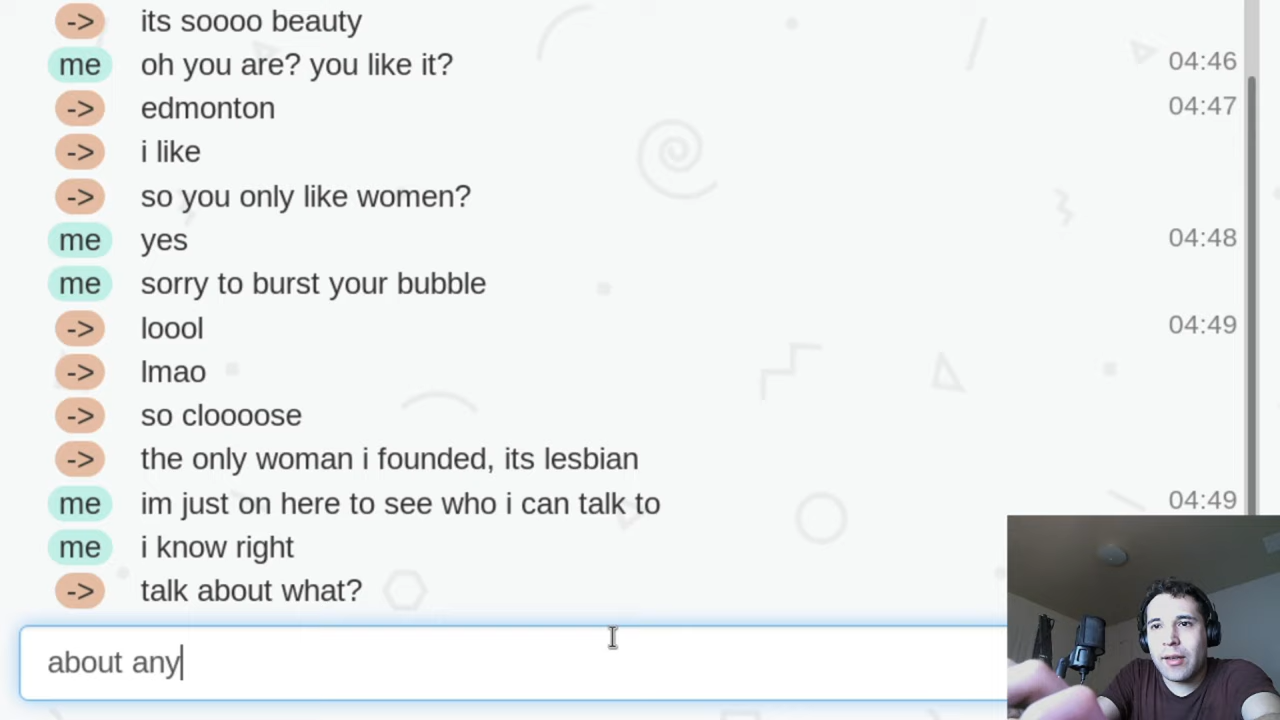 -> its soooo beauty
me oh you are? you like it? 04:46
-> edmonton 04:47
-> i like
-> so you only like women?
me yes 04:48
me sorry to burst your bubble
-> loool 04:49
-> lmao
-> so cloooose
-> the only woman i founded, its lesbian
me im just on here to see who i can talk to 04:49
me i know right
-> talk about what?
about any